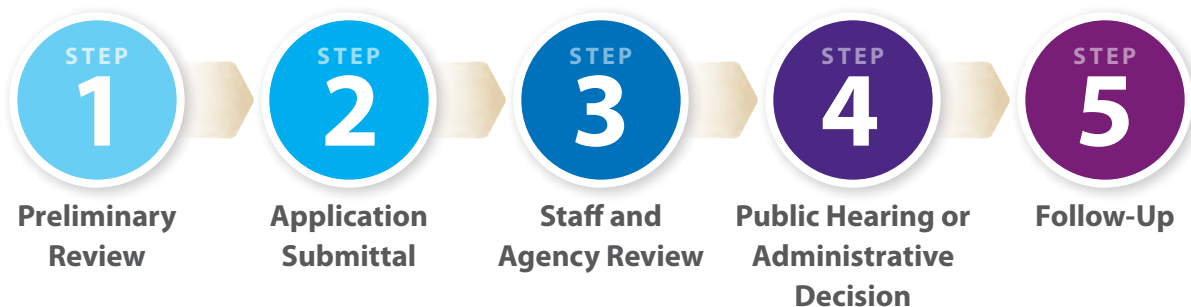 STEP
1
Preliminary
Review
STEP
2
Application
Submittal
STEP
3
Staff and
Agency Review
STEP
4
Public Hearing or
Administrative
Decision
STEP
5
Follow-Up